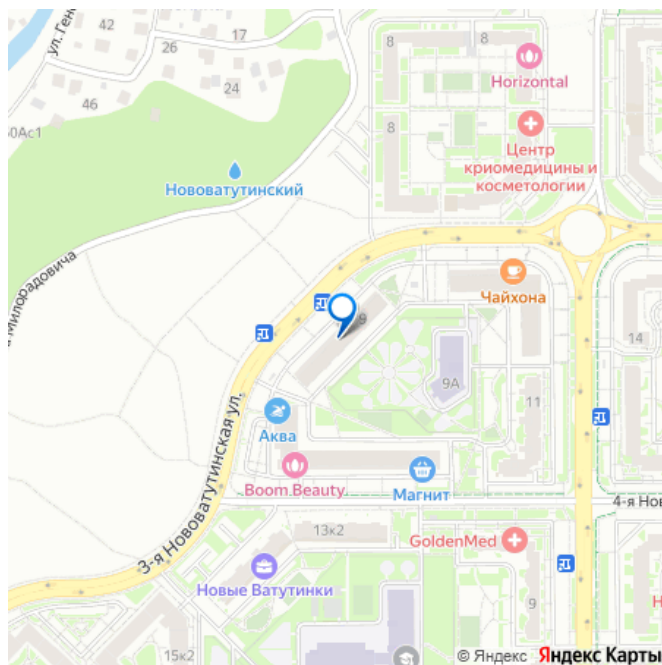 ул. Ген
42
17
26
24
46
50Ас1
8
8
Horizontal
8
Центр
криомедицины и
косметологии
Нововатутинский
Милорадовича
Чайхона
9
14
9А
11
3-я Нововатутинская ул.
Аква
Boom Beauty
Магнит
4-я Нов
13к2
GoldenMed
Новые Ватутинки
9
Н
15к2
© Яндекс Яндекс Карты